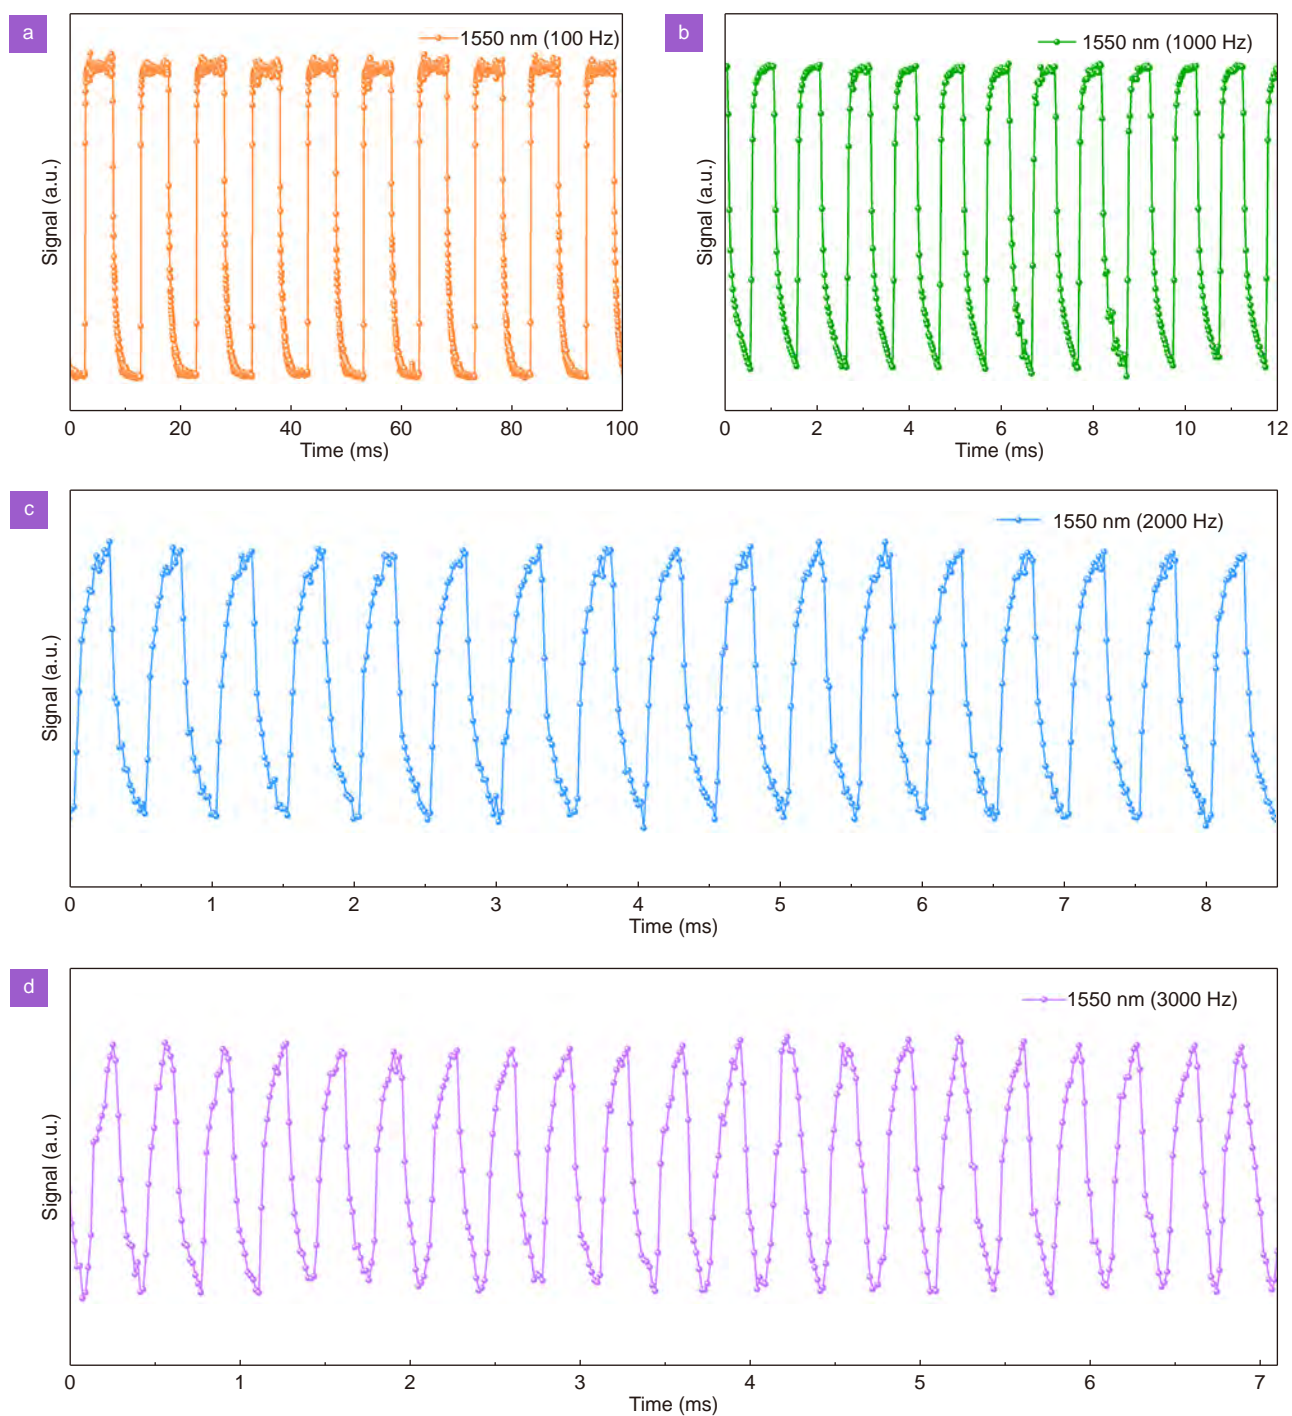 a
1550 nm (100 Hz)
Signal (a.u.)
0 20 40 60 80 100
Time (ms)
b
1550 nm (1000 Hz)
Signal (a.u.)
0 2 4 6 8 10 12
Time (ms)
c
1550 nm (2000 Hz)
Signal (a.u.)
0 1 2 3 4 5 6 7 8
Time (ms)
d
1550 nm (3000 Hz)
Signal (a.u.)
0 1 2 3 4 5 6 7
Time (ms)